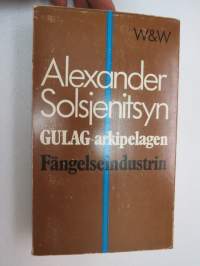 W&W
Alexander
Solsjenitsyn
GULAG-arkipelagen
Fängelseindustrin